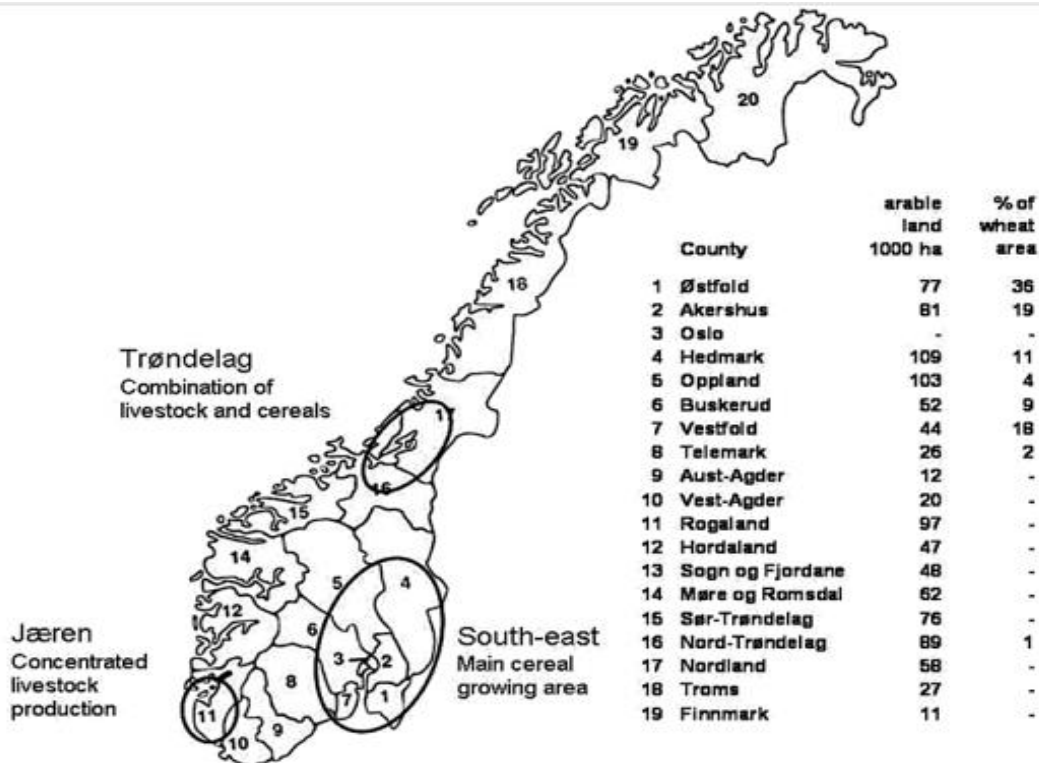 20
19
18
17
16
15
14
5
4
12
6
3
2
8
7
1
11
10
9
Trøndelag
Combination of
livestock and cereals
Jæren
Concentrated
livestock
production
South-east
Main cereal
growing area
arable % of
land wheat
County 1000 ha area
1 Østfold 77 36
2 Akershus 81 19
3 Oslo - -
4 Hedmark 109 11
5 Oppland 103 4
6 Buskerud 52 9
7 Vestfold 44 18
8 Telemark 26 2
9 Aust-Agder 12 -
10 Vest-Agder 20 -
11 Rogaland 97 -
12 Hordaland 47 -
13 Sogn og Fjordane 48 -
14 Møre og Romsdal 62 -
15 Sør-Trøndelag 76 -
16 Nord-Trøndelag 89 1
17 Nordland 58 -
18 Troms 27 -
19 Finnmark 11 -